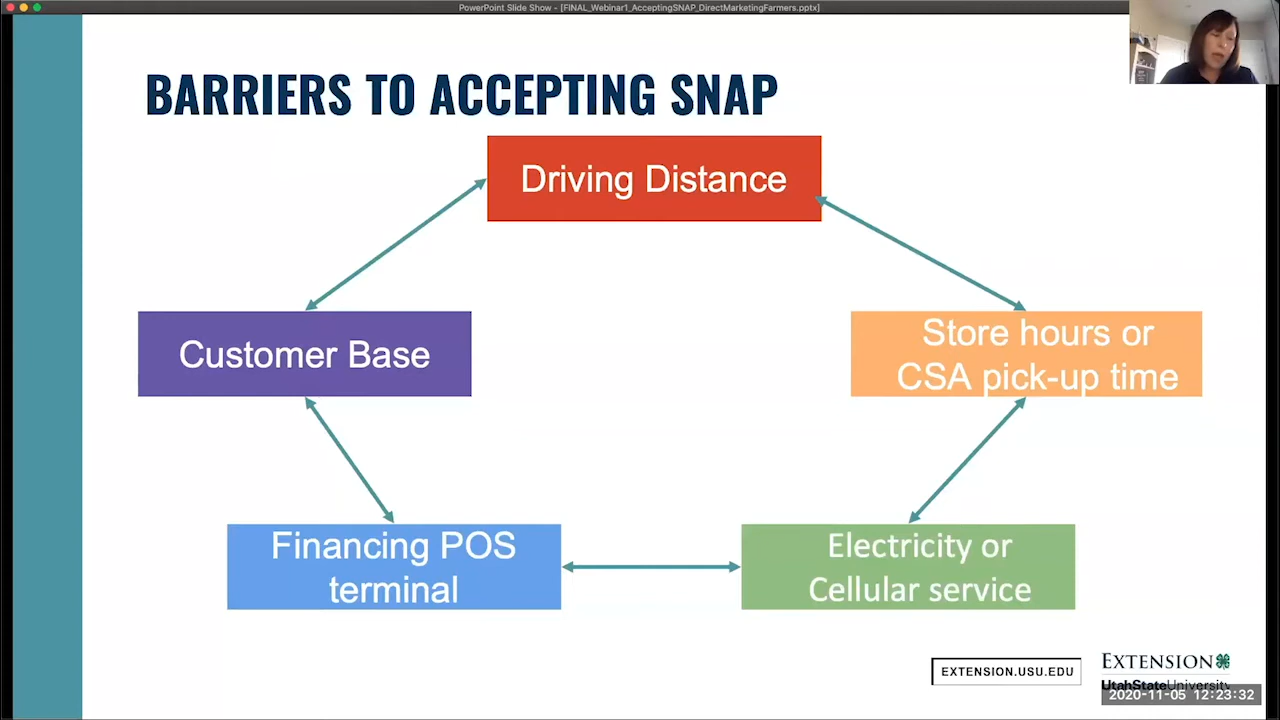 PowerPoint Slide Show - [FINAL_Webinar1_AcceptingSNAP_DirectMarketingFarmers.pptx]
BARRIERS TO ACCEPTING SNAP
Driving Distance
Customer Base
Store hours or
CSA pick-up time
Financing POS
terminal
Electricity or
Cellular service
EXTENSION.USU.EDU
EXTENSION
UtahStateUniversity
2020-11-05 12:23:32